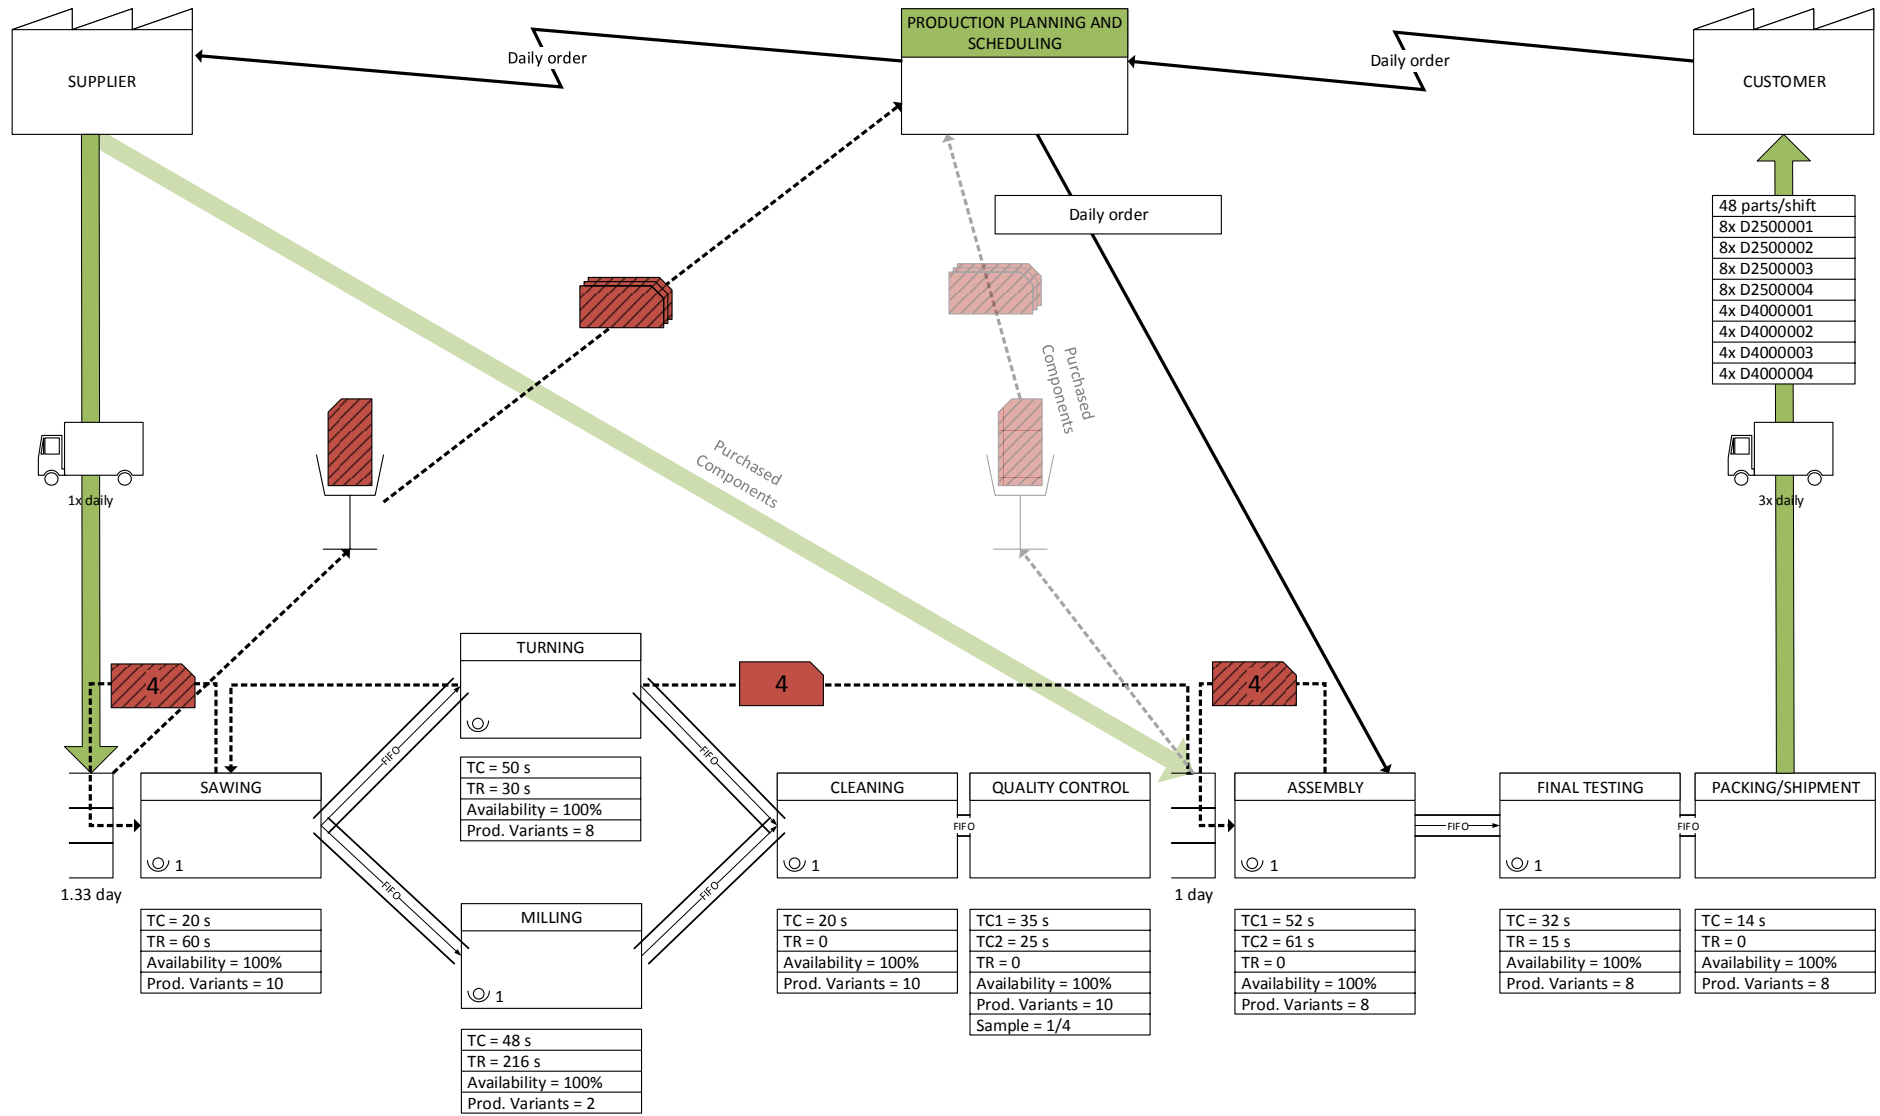 PRODUCTION PLANNING AND
SCHEDULING
SUPPLIER
Daily order
Daily order
CUSTOMER
Daily order
48 parts/shift
8x D2500001
8x D2500002
8x D2500003
8x D2500004
4x D4000001
4x D4000002
4x D4000003
4x D4000004
Purchased
Components
Purchased
Components
1x daily
3x daily
TURNING
4
4
4
FIFO
FIFO
TC = 50 s
TR = 30 s
Availability = 100%
Prod. Variants = 8
SAWING
1
1.33 day
TC = 20 s
TR = 60 s
Availability = 100%
Prod. Variants = 10
FIFO
FIFO
MILLING
1
TC = 48 s
TR = 216 s
Availability = 100%
Prod. Variants = 2
CLEANING
1
TC = 20 s
TR = 0
Availability = 100%
Prod. Variants = 10
FIFO
QUALITY CONTROL
TC1 = 35 s
TC2 = 25 s
TR = 0
Availability = 100%
Prod. Variants = 10
Sample = 1/4
1 day
ASSEMBLY
1
TC1 = 52 s
TC2 = 61 s
TR = 0
Availability = 100%
Prod. Variants = 8
FIFO
FINAL TESTING
1
TC = 32 s
TR = 15 s
Availability = 100%
Prod. Variants = 8
FIFO
PACKING/SHIPMENT
TC = 14 s
TR = 0
Availability = 100%
Prod. Variants = 8